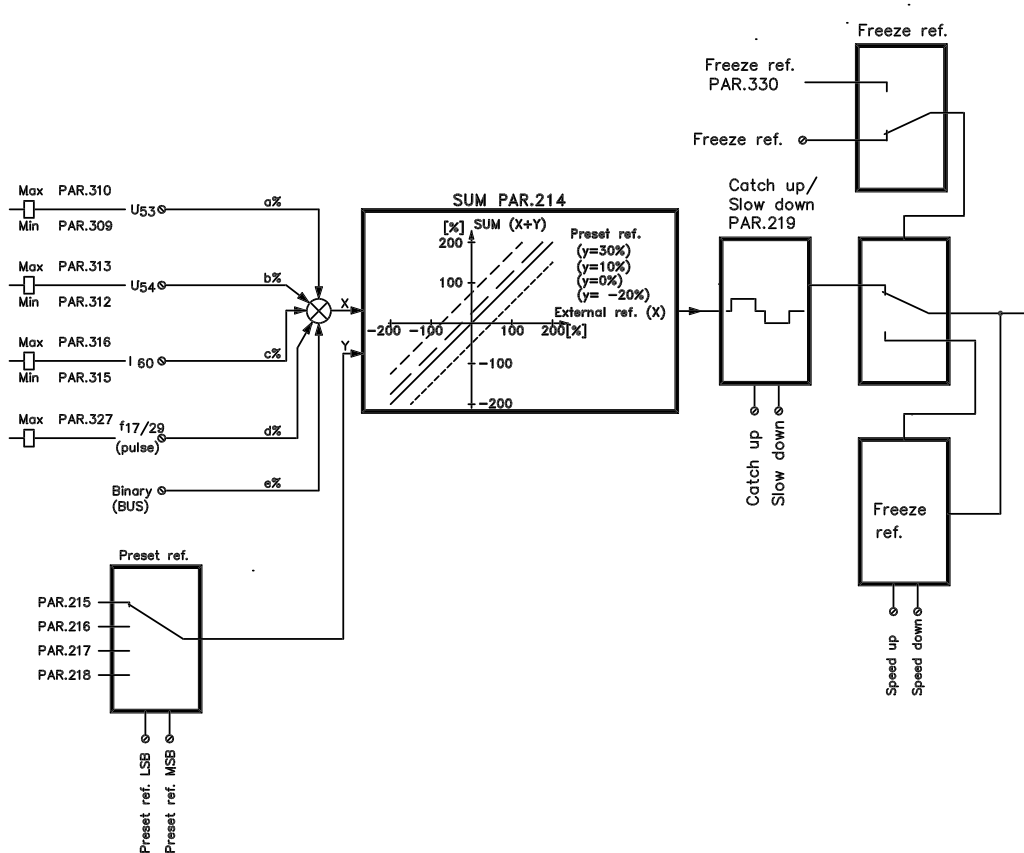 Freeze ref.
Freeze ref.
PAR.330
Freeze ref.
Max PAR.310
U53
a%
Min PAR.309
Max PAR.313
U54
b%
Min PAR.312
Max PAR.316
I 60
c%
Min PAR.315
Max PAR.327
f17/29
(pulse)
d%
Binary
(BUS)
e%
X
Y
SUM PAR.214
[%] SUM (X+Y)
200
100
-200 -100
100 200[%]
-100
-200
Preset ref.
(y=30%)
(y=10%)
(y=0%)
(y= -20%)
External ref. (X)
Catch up/
Slow down
PAR.219
Catch up
Slow down
Freeze
ref.
Speed up
Speed down
Preset ref.
PAR.215
PAR.216
PAR.217
PAR.218
Preset ref. LSB
Preset ref. MSB